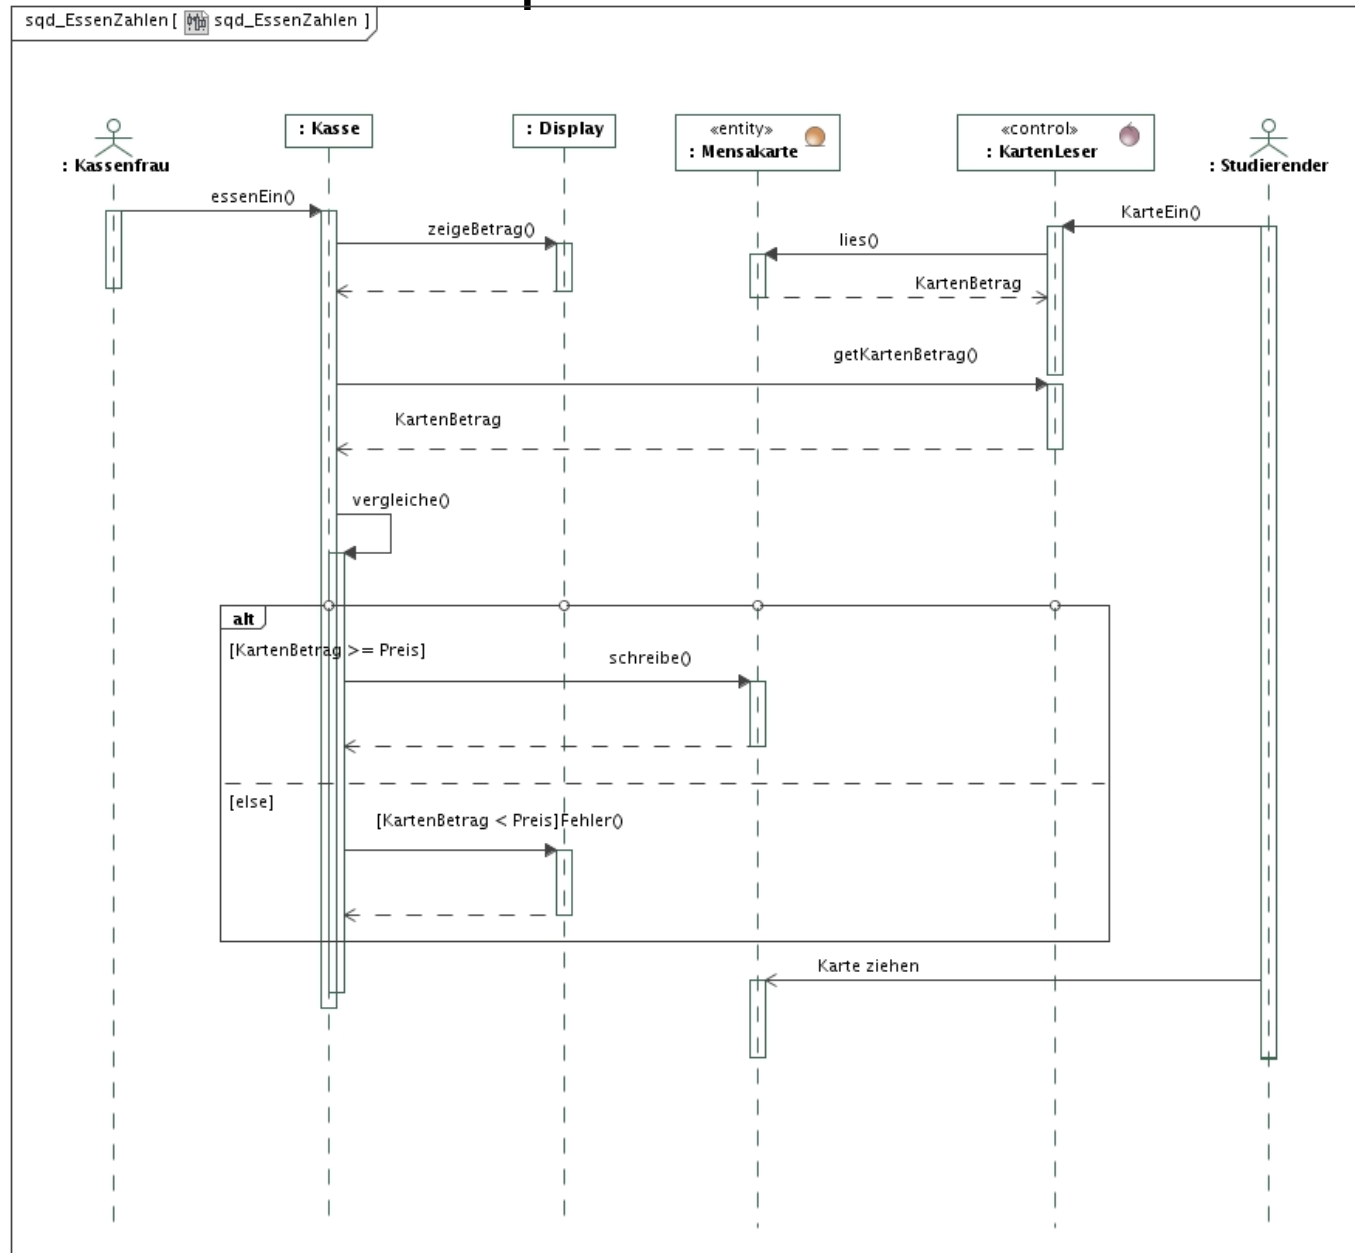 sqd_EssenZahlen [ sqd_EssenZahlen ]
: Kassenfrau
: Kasse
: Display
«entity»
: Mensakarte
«control»
: KartenLeser
: Studierender
essenEin()
KarteEin()
zeigeBetrag()
lies()
KartenBetrag
getKartenBetrag()
KartenBetrag
vergleiche()
alt
[KartenBetrag >= Preis]
schreibe()
[else]
[KartenBetrag < Preis]Fehler()
Karte ziehen